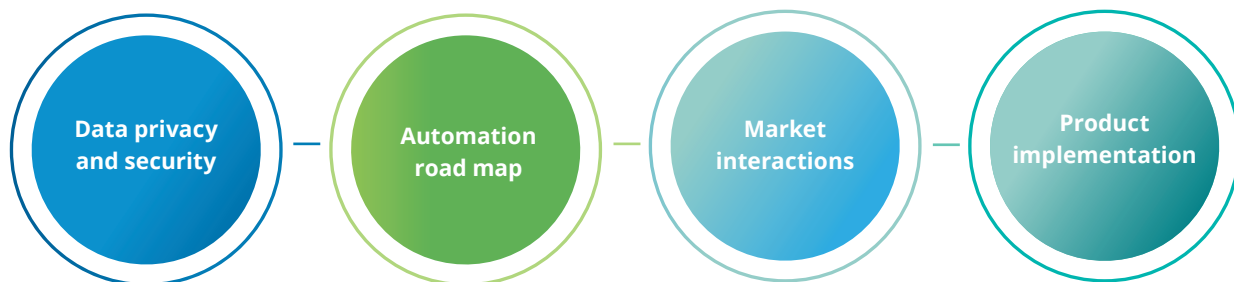 Data privacy
and security
Automation
road map
Market
interactions
Product
implementation